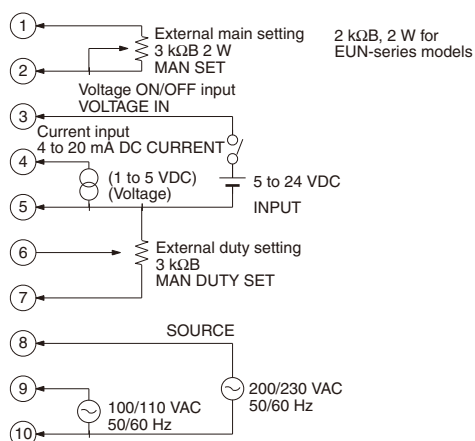 1
External main setting
3 kΩB 2 W
MAN SET
2 kΩB, 2 W for
EUN-series models
2
Voltage ON/OFF input
VOLTAGE IN
3
Current input
4 to 20 mA DC CURRENT
4
(1 to 5 VDC)
(Voltage)
5 to 24 VDC
5
INPUT
6
External duty setting
3 kΩB
MAN DUTY SET
7
SOURCE
8
200/230 VAC
50/60 Hz
9
100/110 VAC
50/60 Hz
10